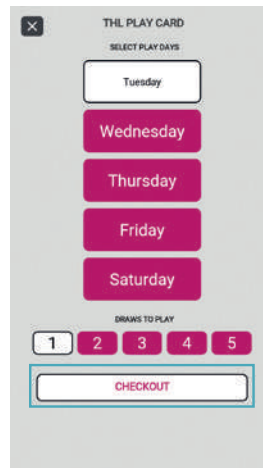 THL PLAY CARD
SELECT PLAY DAYS
Tuesday
Wednesday
Thursday
Friday
Saturday
DRAWS TO PLAY
1 2 3 4 5
CHECKOUT